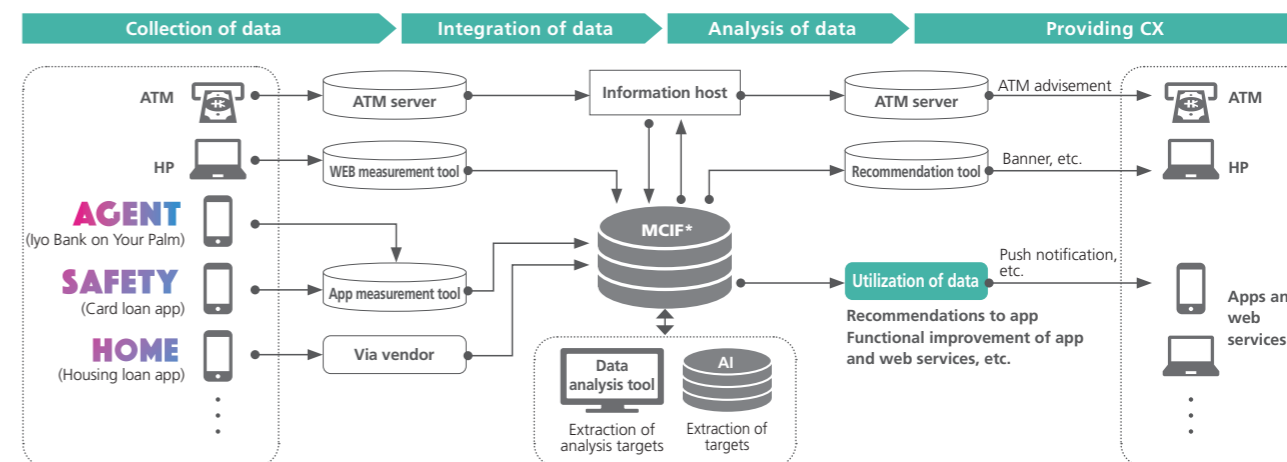 Collection of data
Integration of data
Analysis of data
Providing CX
ATM
ATM server
Information host
ATM server
ATM advisement
ATM
HP
WEB measurement tool
Recommendation tool
Banner, etc.
HP
AGENT
(Iyo Bank on Your Palm)
MCIF*
SAFETY
(Card loan app)
App measurement tool
Utilization of data
Push notification,
etc.
Recommendations to app
Functional improvement of app
and web services, etc.
Apps an
web
services
HOME
(Housing loan app)
Via vendor
Data
analysis tool
AI
Extraction of
analysis targets
Extraction of
targets